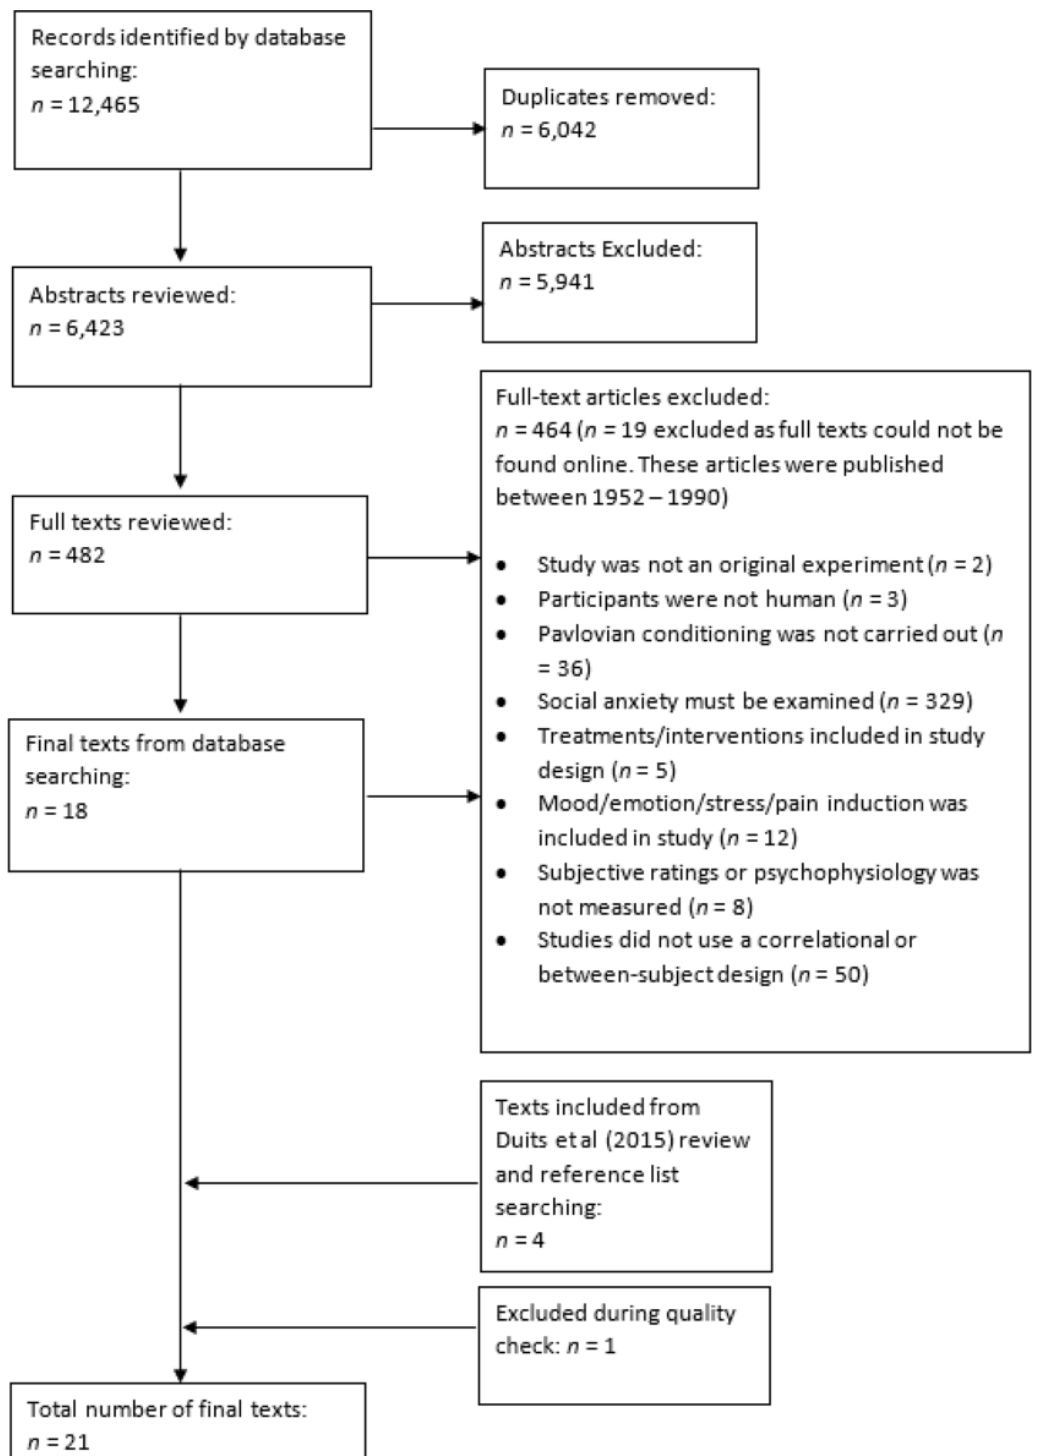 Records identified by database
searching:
n = 12,465
Duplicates removed:
n = 6,042
Abstracts reviewed:
n = 6,423
Abstracts Excluded:
n = 5,941
Full texts reviewed:
n = 482
Full-text articles excluded:
n = 464 (n = 19 excluded as full texts could not be
found online. These articles were published
between 1952 – 1990)
• Study was not an original experiment (n = 2)
• Participants were not human (n = 3)
• Pavlovian conditioning was not carried out (n
= 36)
• Social anxiety must be examined (n = 329)
• Treatments/interventions included in study
design (n = 5)
• Mood/emotion/stress/pain induction was
included in study (n = 12)
• Subjective ratings or psychophysiology was
not measured (n = 8)
• Studies did not use a correlational or
between-subject design (n = 50)
Final texts from database
searching:
n = 18
Texts included from
Duits et al (2015) review
and reference list
searching:
n = 4
Excluded during quality
check: n = 1
Total number of final texts:
n = 21